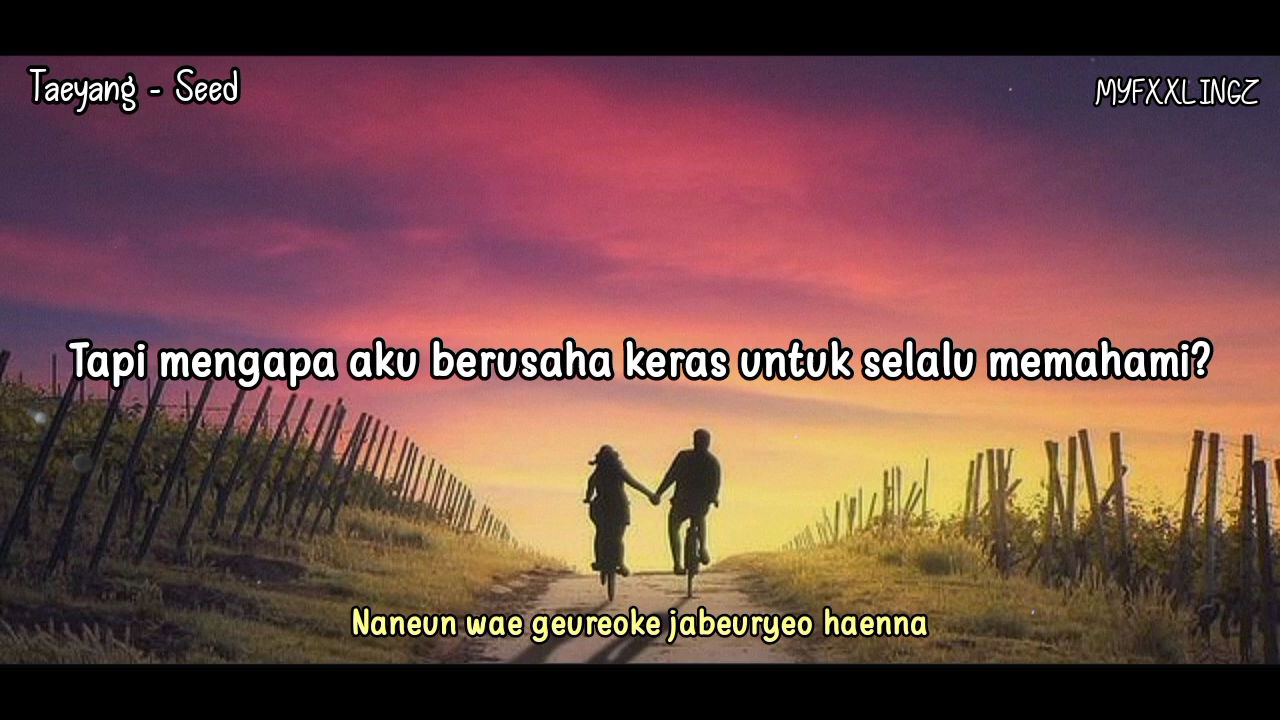 Taeyang - Seed
MYFXXLINGZ
Tapi mengapa aku berusaha keras untuk selalu memahami?
Naneun wae geureoke jabeuryeo haenna